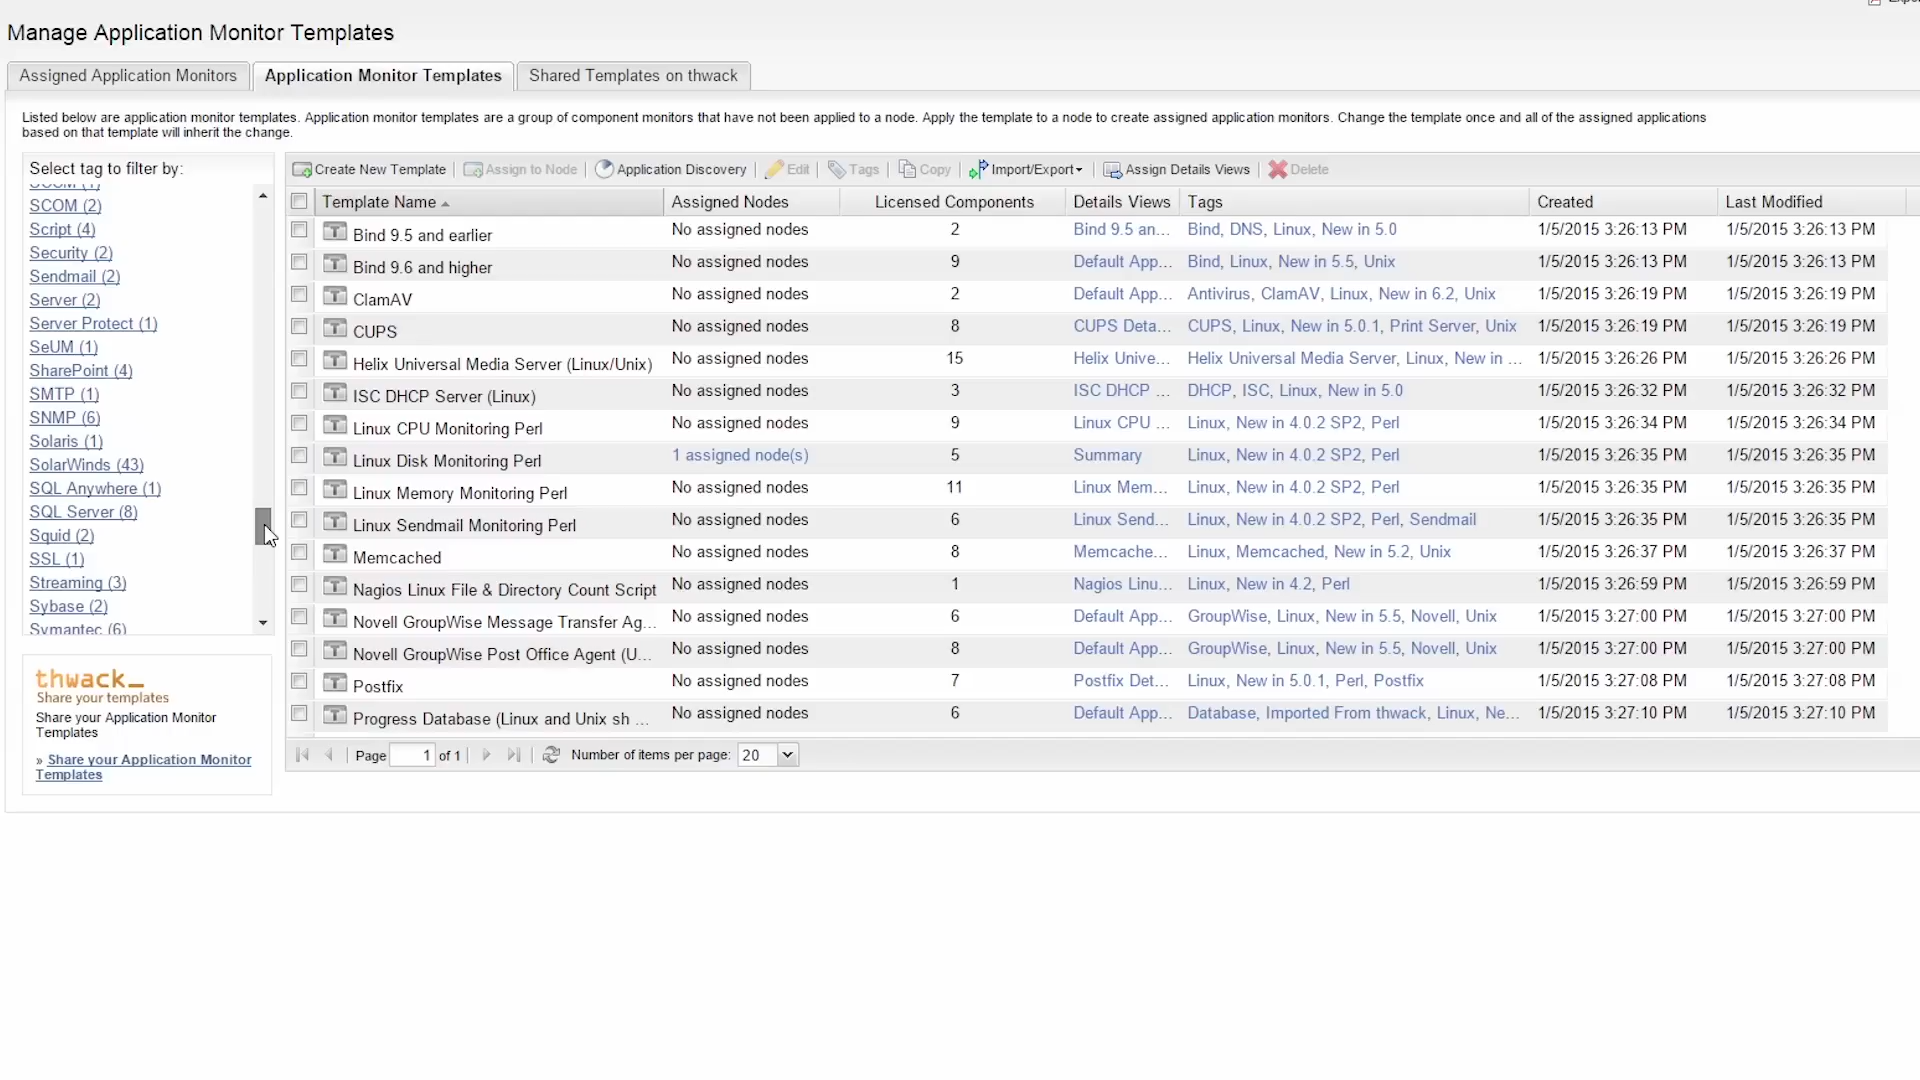 Manage Application Monitor Templates
Assigned Application Monitors
Application Monitor Templates
Shared Templates on thwack
Listed below are application monitor templates. Application monitor templates are a group of component monitors that have not been applied to a node. Apply the template to a node to create assigned application monitors. Change the template once and all of the assigned applications
based on that template will inherit the change.
Select tag to filter by:
SCOM (2)
Script (4)
Security (2)
Sendmail (2)
Server (2)
Server Protect (1)
SeUM (1)
SharePoint (4)
SMTP (1)
SNMP (6)
Solaris (1)
SolarWinds (43)
SQL Anywhere (1)
SQL Server (8)
Squid (2)
SSL (1)
Streaming (3)
Sybase (2)
Symantec (6)
thwack_
Share your templates
Share your Application Monitor
Templates
» Share your Application Monitor
Templates
Create New Template | Assign to Node | Application Discovery | Edit | Tags | Copy | Import/Export | Assign Details Views | Delete
Template Name Assigned Nodes Licensed Components Details Views Tags Created Last Modified
Bind 9.5 and earlier No assigned nodes 2 Bind 9.5 an... Bind, DNS, Linux, New in 5.0 1/5/2015 3:26:13 PM 1/5/2015 3:26:13 PM
Bind 9.6 and higher No assigned nodes 9 Default App... Bind, Linux, New in 5.5, Unix 1/5/2015 3:26:13 PM 1/5/2015 3:26:13 PM
ClamAV No assigned nodes 2 Default App... Antivirus, ClamAV, Linux, New in 6.2, Unix 1/5/2015 3:26:19 PM 1/5/2015 3:26:19 PM
CUPS No assigned nodes 8 CUPS Deta... CUPS, Linux, New in 5.0.1, Print Server, Unix 1/5/2015 3:26:19 PM 1/5/2015 3:26:19 PM
Helix Universal Media Server (Linux/Unix) No assigned nodes 15 Helix Unive... Helix Universal Media Server, Linux, New in ... 1/5/2015 3:26:26 PM 1/5/2015 3:26:26 PM
ISC DHCP Server (Linux) No assigned nodes 3 ISC DHCP ... DHCP, ISC, Linux, New in 5.0 1/5/2015 3:26:32 PM 1/5/2015 3:26:32 PM
Linux CPU Monitoring Perl No assigned nodes 9 Linux CPU ... Linux, New in 4.0.2 SP2, Perl 1/5/2015 3:26:34 PM 1/5/2015 3:26:34 PM
Linux Disk Monitoring Perl 1 assigned node(s) 5 Summary Linux, New in 4.0.2 SP2, Perl 1/5/2015 3:26:35 PM 1/5/2015 3:26:35 PM
Linux Memory Monitoring Perl No assigned nodes 11 Linux Mem... Linux, New in 4.0.2 SP2, Perl 1/5/2015 3:26:35 PM 1/5/2015 3:26:35 PM
Linux Sendmail Monitoring Perl No assigned nodes 6 Linux Send... Linux, New in 4.0.2 SP2, Perl, Sendmail 1/5/2015 3:26:35 PM 1/5/2015 3:26:35 PM
Memcached No assigned nodes 8 Memcache... Linux, Memcached, New in 5.2, Unix 1/5/2015 3:26:37 PM 1/5/2015 3:26:37 PM
Nagios Linux File & Directory Count Script No assigned nodes 1 Nagios Linu... Linux, New in 4.2, Perl 1/5/2015 3:26:59 PM 1/5/2015 3:26:59 PM
Novell GroupWise Message Transfer Ag... No assigned nodes 6 Default App... GroupWise, Linux, New in 5.5, Novell, Unix 1/5/2015 3:27:00 PM 1/5/2015 3:27:00 PM
Novell GroupWise Post Office Agent (U... No assigned nodes 8 Default App... GroupWise, Linux, New in 5.5, Novell, Unix 1/5/2015 3:27:00 PM 1/5/2015 3:27:00 PM
Postfix No assigned nodes 7 Postfix Det... Linux, New in 5.0.1, Perl, Postfix 1/5/2015 3:27:08 PM 1/5/2015 3:27:08 PM
Progress Database (Linux and Unix sh ... No assigned nodes 6 Default App... Database, Imported From thwack, Linux, Ne... 1/5/2015 3:27:10 PM 1/5/2015 3:27:10 PM
Page 1 of 1 Number of items per page: 20